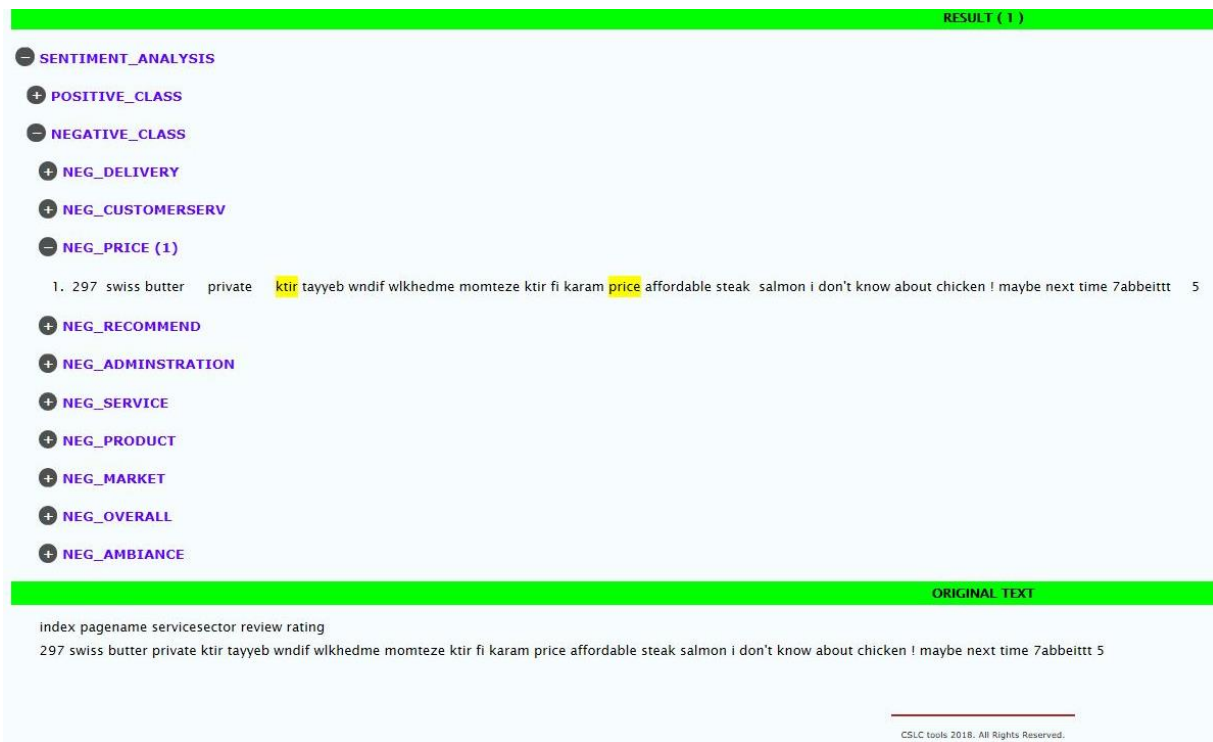 RESULT ( 1 )
SENTIMENT_ANALYSIS
POSITIVE_CLASS
NEGATIVE_CLASS
NEG_DELIVERY
NEG_CUSTOMERSERV
NEG_PRICE (1)
1. 297 swiss butter private ktir tayyeb wndif wlkhedme momteze ktir fi karam price affordable steak salmon i don't know about chicken ! maybe next time 7abbeittt 5
NEG_RECOMMEND
NEG_ADMINSTRATION
NEG_SERVICE
NEG_PRODUCT
NEG_MARKET
NEG_OVERALL
NEG_AMBIANCE
ORIGINAL TEXT
index pagename servicesector review rating
297 swiss butter private ktir tayyeb wndif wlkhedme momteze ktir fi karam price affordable steak salmon i don't know about chicken ! maybe next time 7abbeittt 5
CSLC tools 2018. All Rights Reserved.